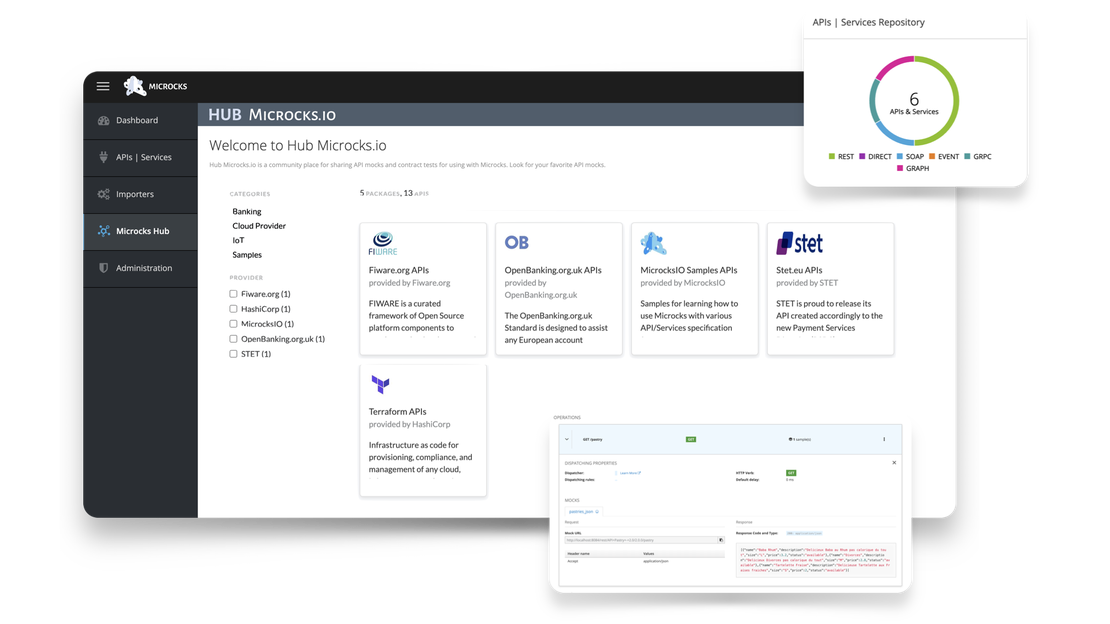 APIs | Services Repository
6
APIs & Services
REST DIRECT SOAP EVENT GRPC
GRAPH
MICROCKS
Dashboard
APIs | Services
Importers
Microcks Hub
Administration
HUB MICROCKS.IO
Welcome to Hub Microcks.io
Hub Microcks.io is a community place for sharing API mocks and contract tests for using with Microcks. Look for your favorite API mocks.
CATEGORIES
Banking
Cloud Provider
IoT
Samples
PROVIDER
Fiware.org (1)
HashiCorp (1)
MicrocksIO (1)
OpenBanking.org.uk (1)
STET (1)
5 PACKAGES, 13 APIS
FIWARE
Fiware.org APIs
provided by Fiware.org
FIWARE is a curated
framework of Open Source
platform components to
OB
OpenBanking.org.uk APIs
provided by
OpenBanking.org.uk
The OpenBanking.org.uk
Standard is designed to assist
any European account
MicrocksIO Samples APIs
provided by MicrocksIO
Samples for learning how to
use Microcks with various
API/Services specification
stet
Stet.eu APIs
provided by STET
STET is proud to release its
API created accordingly to the
new Payment Services
Terraform APIs
provided by HashiCorp
Infrastructure as code for
provisioning, compliance, and
management of any cloud,
OPERATIONS
GET /pastry GET
DISPATCHING PROPERTIES
Dispatcher: Learn More
Dispatching rules:
HTTP Verb: GET
Default delay: 0 ms
MOCKS
pastries_json
Request
Mock URL
Header name Values
Accept application/json
Response
Response Code and Type: